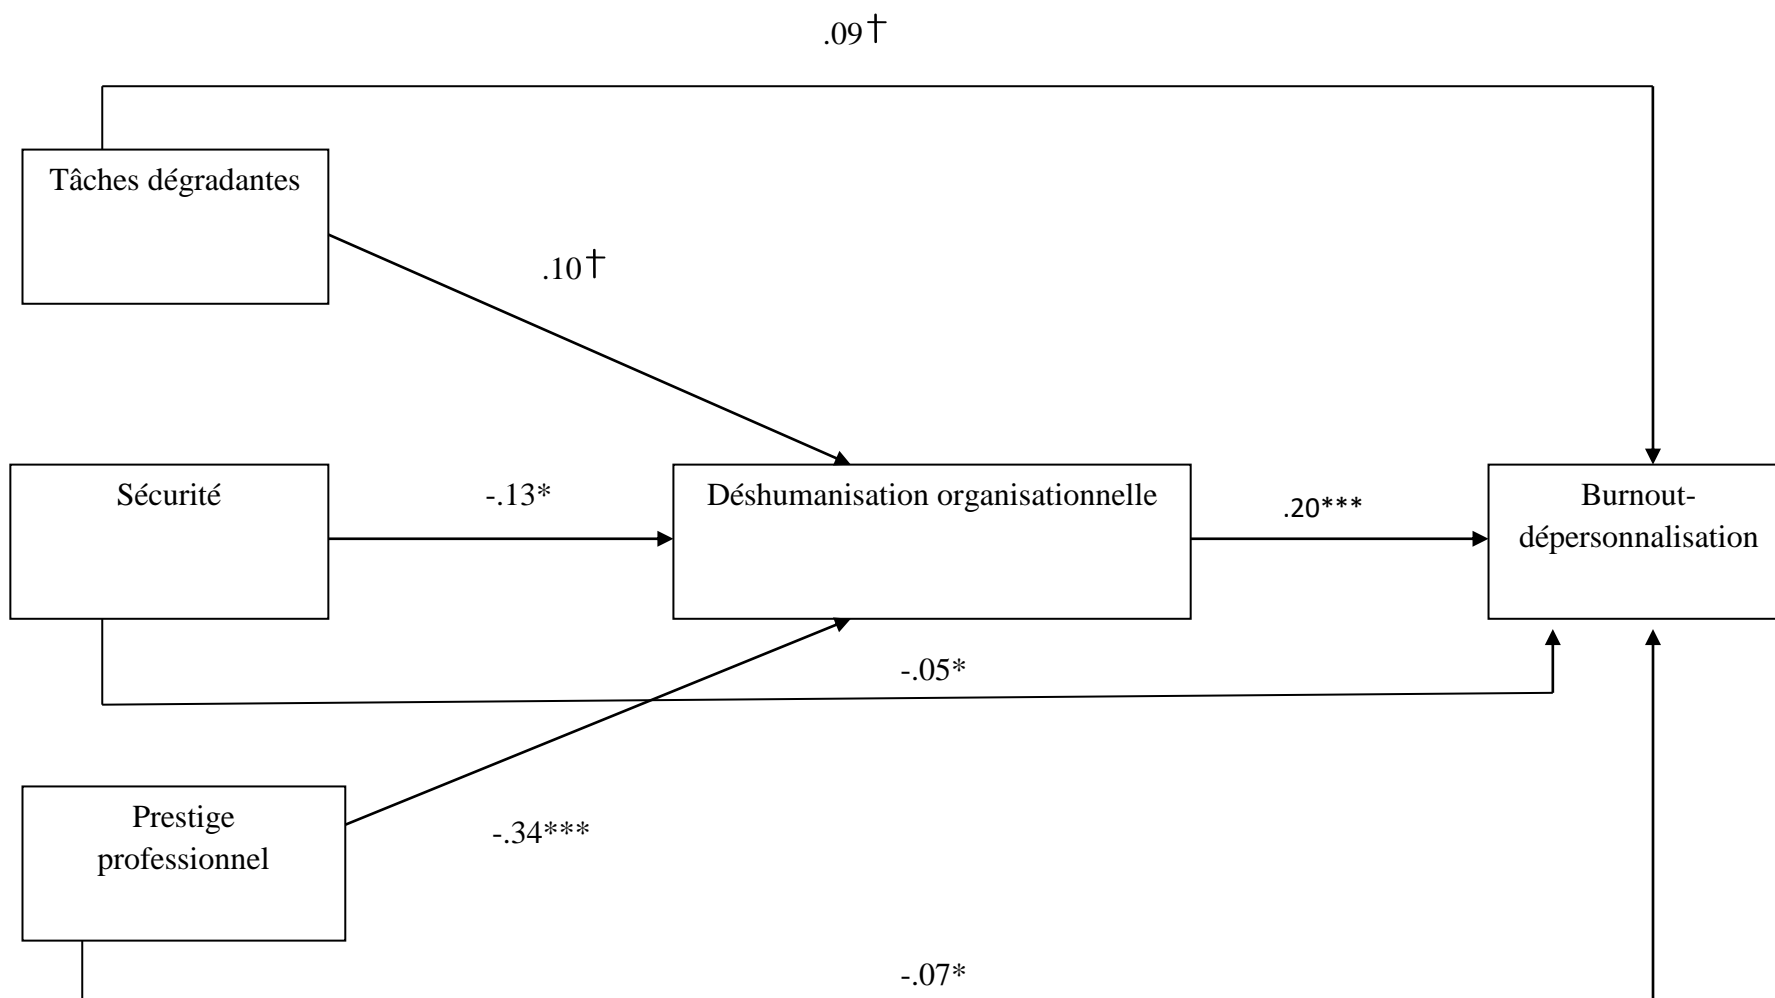 .09†
Tâches dégradantes
.10†
Sécurité
-.13*
Déshumanisation organisationnelle
.20***
Burnout-
dépersonnalisation
-.05*
Prestige
professionnel
-.34***
-.07*